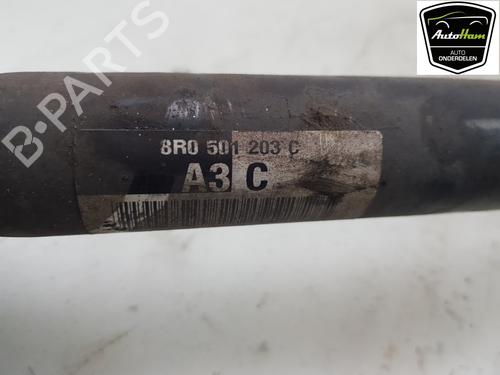 AutoHam
AUTO
ONDERDELEN
B-PARTS
8R0 501 203 C
A3 C